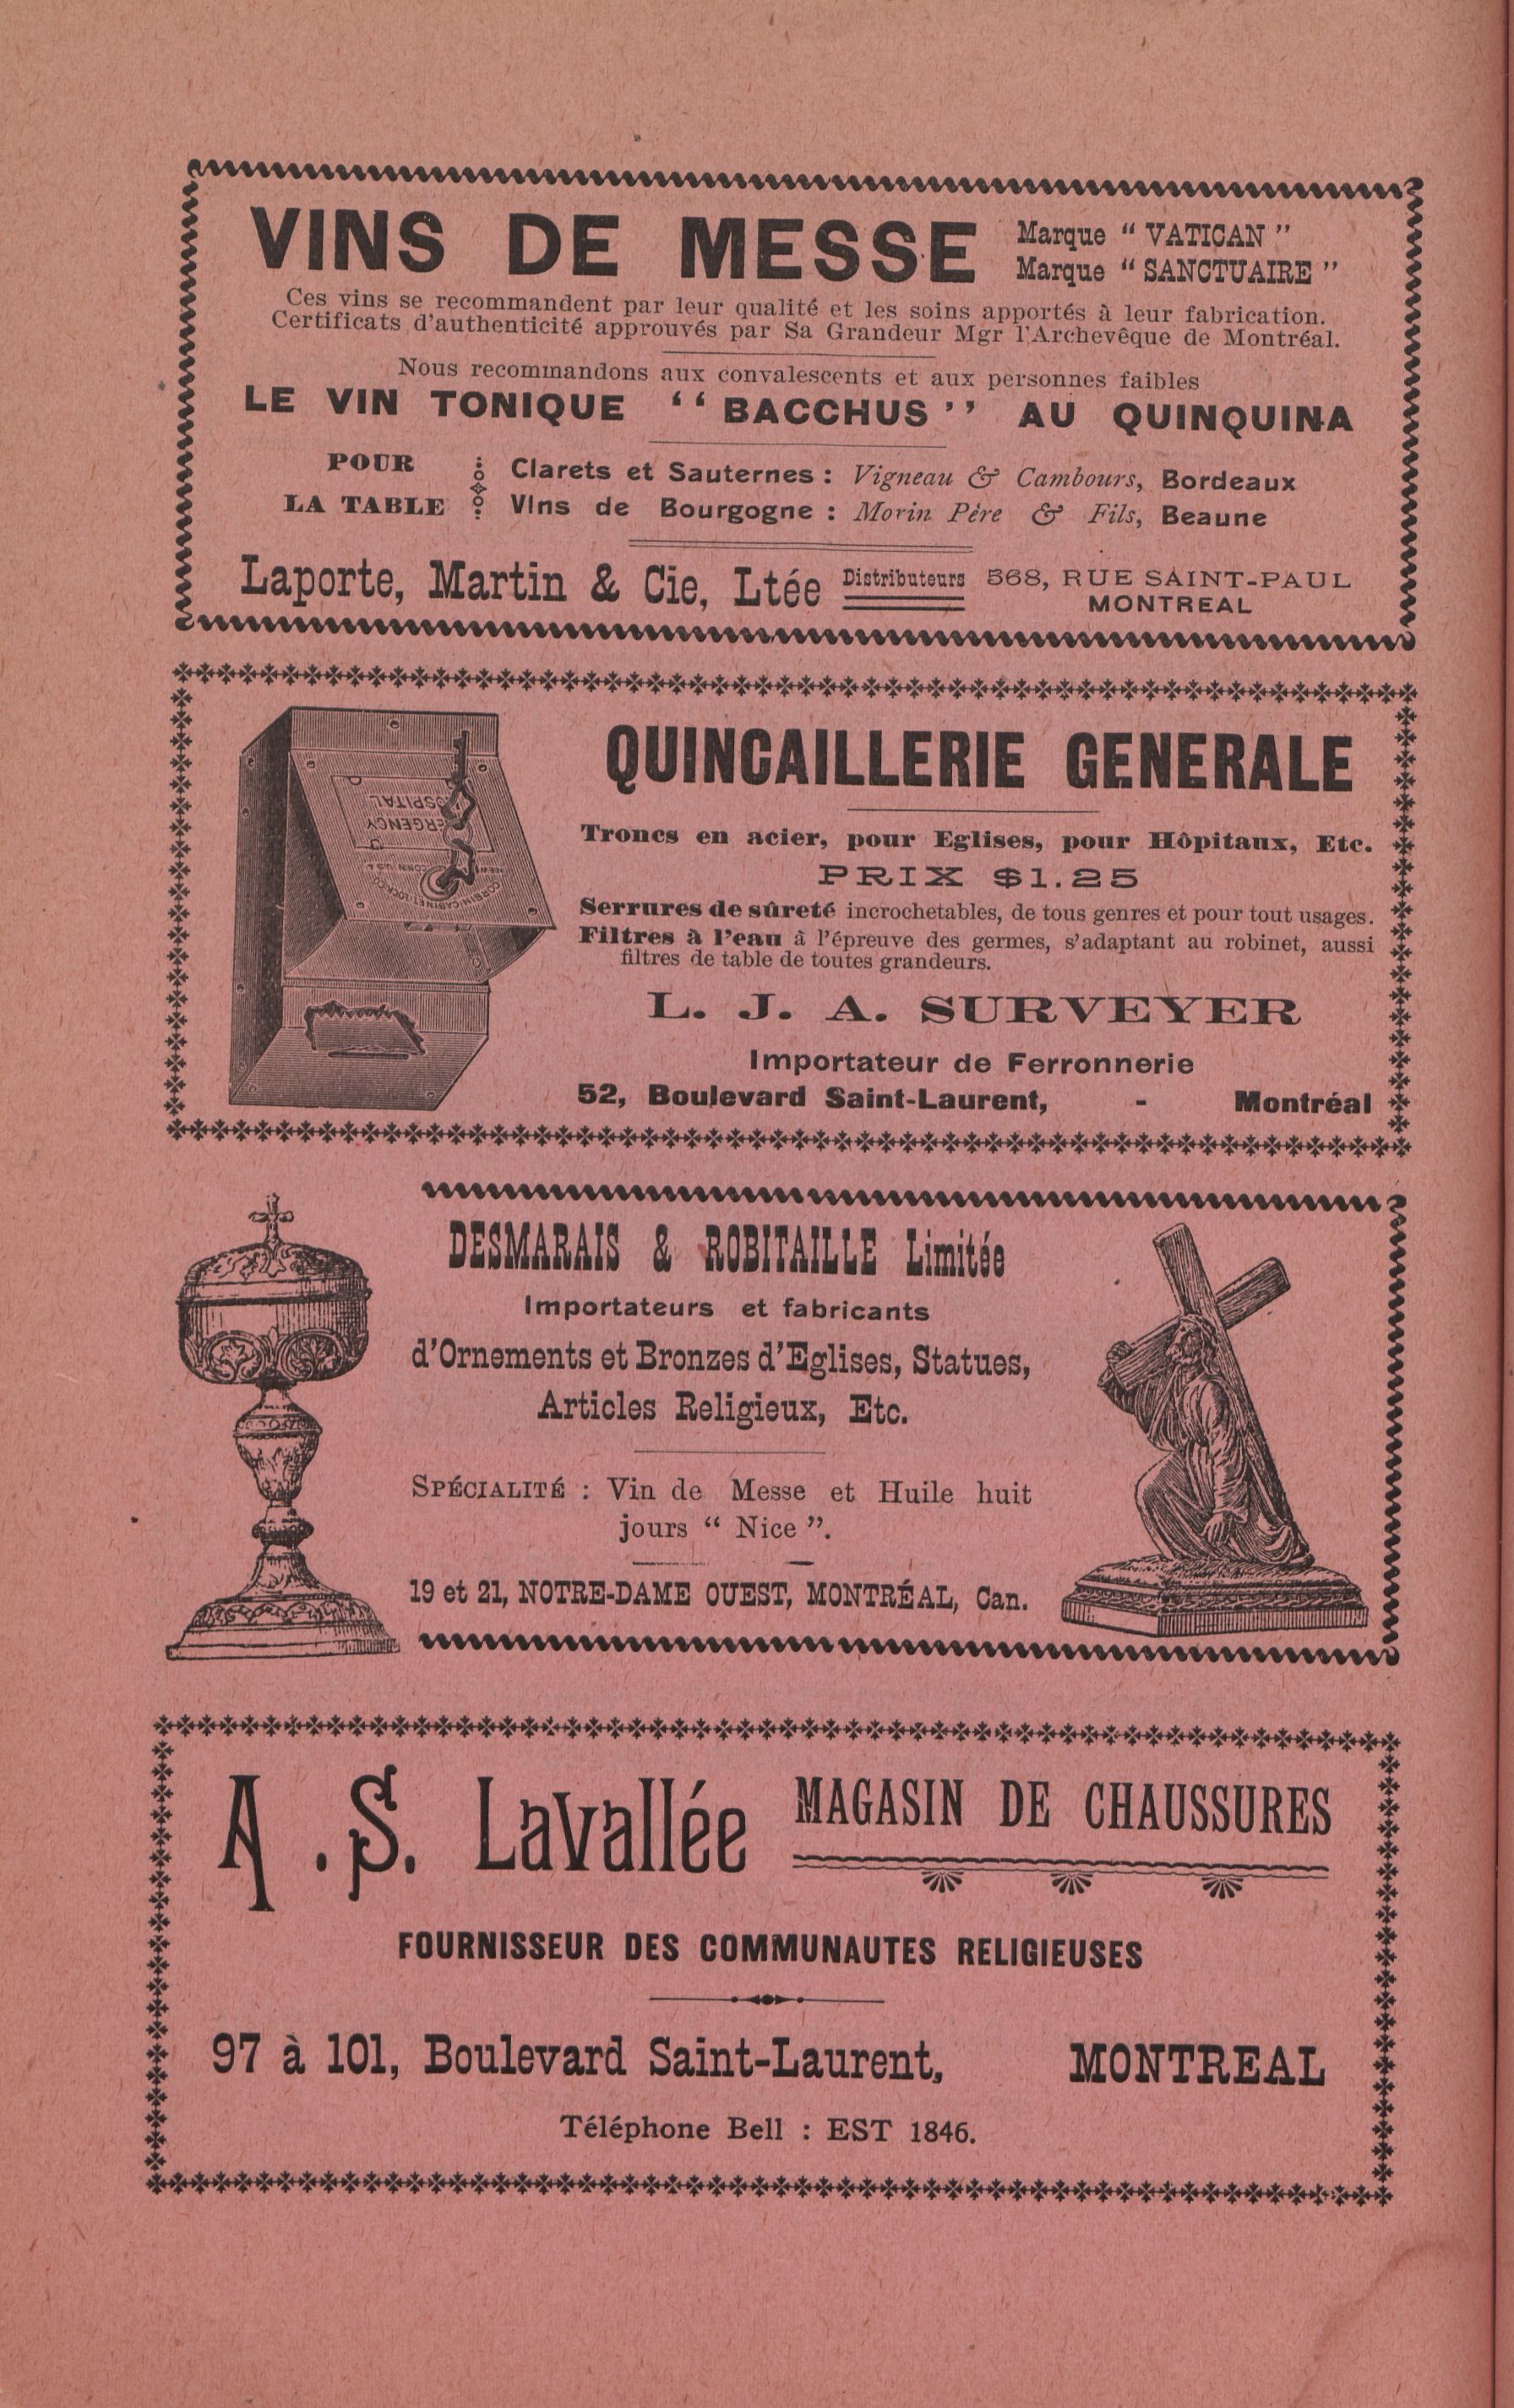 VINS DE MESSE
Marque “ VATICAN ”
Marque “ SANCTUAIRE ”
Ces vins se recommandent par leur qualité et les soins apportés à leur fabrication.
Certificats d'authenticité approuvés par Sa Grandeur Mgr l'Archevêque de Montréal.
Nous recommandons aux convalescents et aux personnes faibles
LE VIN TONIQUE “ BACCHUS ” AU QUINQUINA
POUR
LA TABLE
Clarets et Sauternes : Vigneau & Cambours, Bordeaux
Vins de Bourgogne : Morin Père & Fils, Beaune
Laporte, Martin & Cie, Ltée Distributeurs 568, RUE SAINT-PAUL
MONTREAL
HOSPITAL
CORBIN CABINET LOCK CO.
QUINCAILLERIE GENERALE
Troncs en acier, pour Eglises, pour Hôpitaux, Etc.
PRIX $1.25
Serrures de sûreté incrochetables, de tous genres et pour tout usages.
Filtres à l'eau à l'épreuve des germes, s'adaptant au robinet, aussi
filtres de table de toutes grandeurs.
L. J. A. SURVEYER
Importateur de Ferronnerie
52, Boulevard Saint-Laurent, - Montréal
DESMARAIS & ROBITAILLE Limitée
Importateurs et fabricants
d'Ornements et Bronzes d'Eglises, Statues,
Articles Religieux, Etc.
SPÉCIALITÉ : Vin de Messe et Huile huit
jours “ Nice ”.
19 et 21, NOTRE-DAME OUEST, MONTRÉAL, Can.
A. S. Lavallée MAGASIN DE CHAUSSURES
FOURNISSEUR DES COMMUNAUTES RELIGIEUSES
97 à 101, Boulevard Saint-Laurent, MONTREAL
Téléphone Bell : EST 1846.